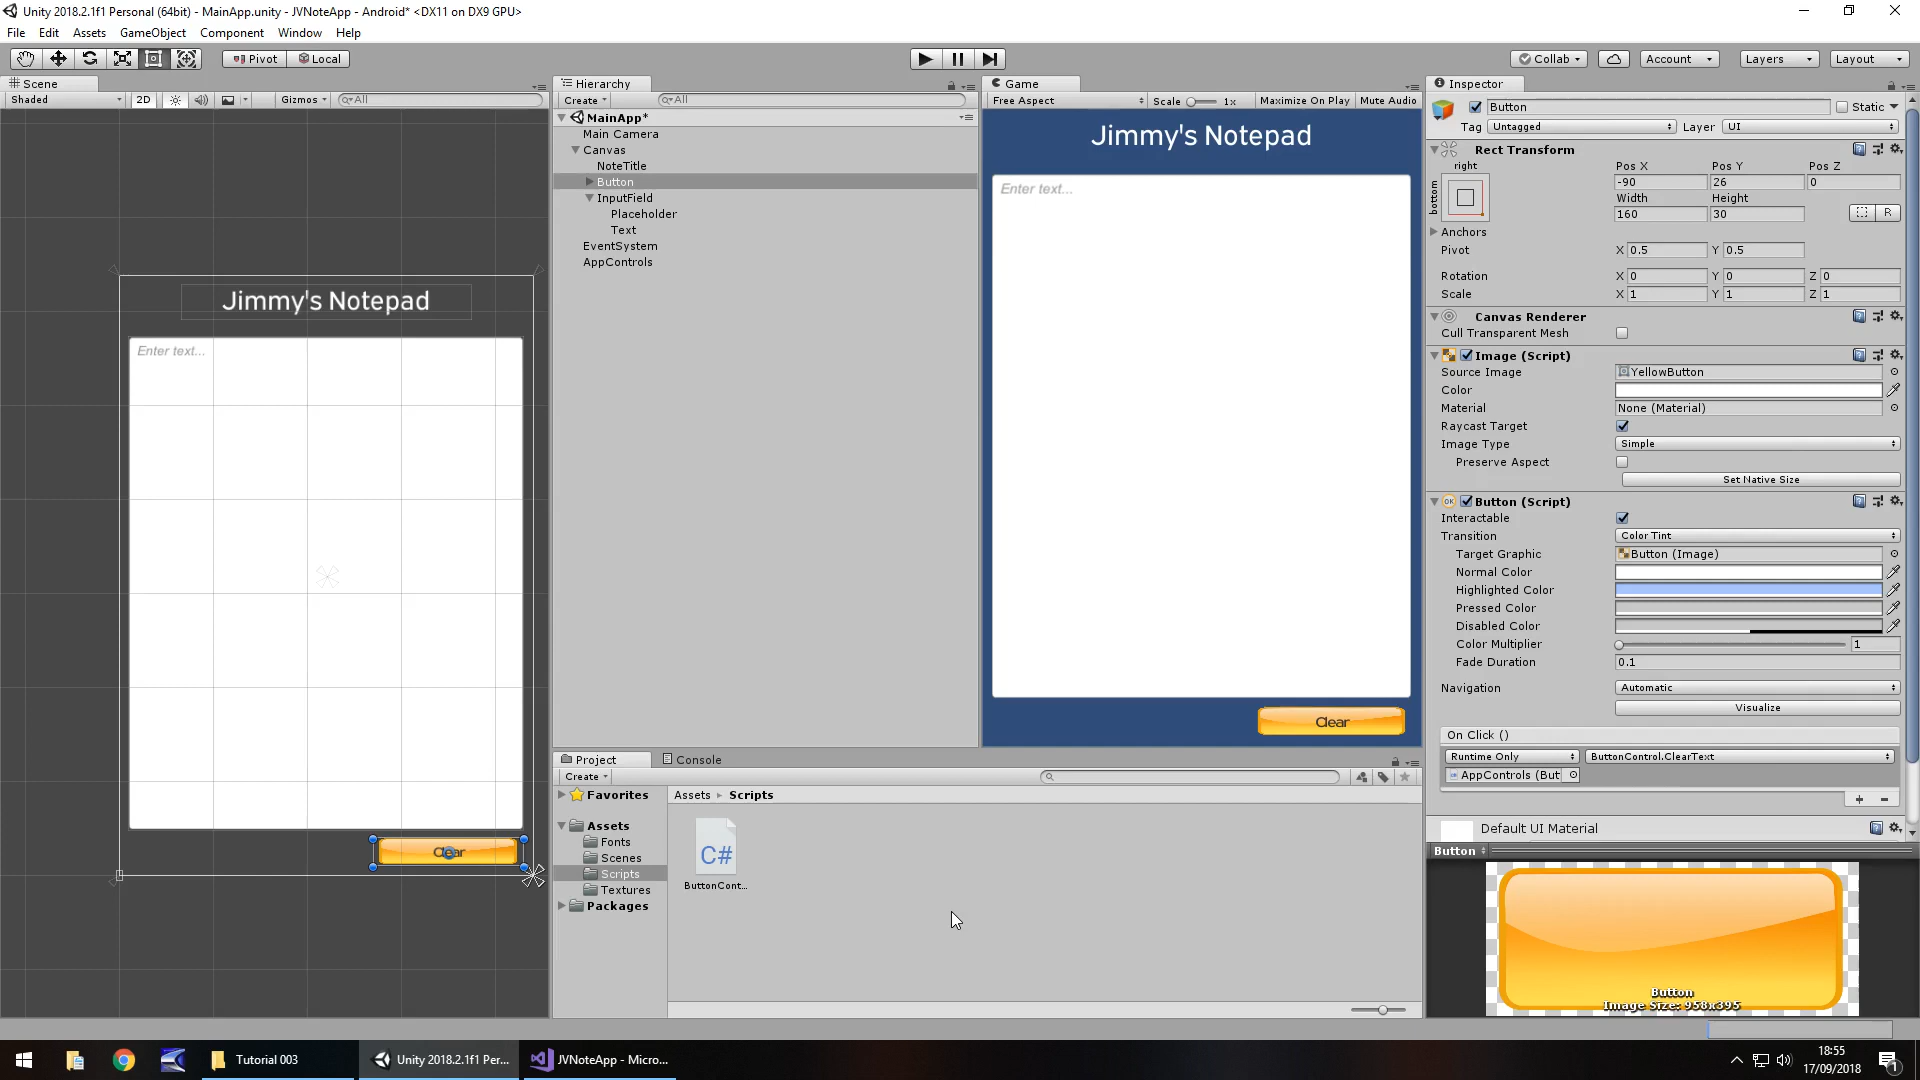 Unity 2018.2.1f1 Personal (64bit) - MainApp.unity - JVNoteApp - Android* <DX11 on DX9 GPU>
File Edit Assets GameObject Component Window Help
Pivot Local Collab Account Layers Layout
Scene
Shaded 2D Gizmos All
Jimmy's Notepad
Enter text...
Clear
Hierarchy
Create All
MainApp*
Main Camera
Canvas
NoteTitle
Button
InputField
Placeholder
Text
EventSystem
AppControls
Game
Free Aspect Scale 1x Maximize On Play Mute Audio
Jimmy's Notepad
Enter text...
Clear
Project Console
Create
Favorites
Assets
Fonts
Scenes
Scripts
Textures
Packages
Assets Scripts
C#
ButtonCont...
Inspector
Button Static
Tag Untagged Layer UI
Rect Transform
right
bottom
Pos X Pos Y Pos Z
-90 26 0
Width Height
160 30 R
Anchors
Pivot X 0.5 Y 0.5
Rotation X 0 Y 0 Z 0
Scale X 1 Y 1 Z 1
Canvas Renderer
Cull Transparent Mesh
Image (Script)
Source Image YellowButton
Color
Material None (Material)
Raycast Target
Image Type Simple
Preserve Aspect
Set Native Size
OK Button (Script)
Interactable
Transition Color Tint
Target Graphic Button (Image)
Normal Color
Highlighted Color
Pressed Color
Disabled Color
Color Multiplier 1
Fade Duration 0.1
Navigation Automatic
Visualize
On Click ()
Runtime Only ButtonControl.ClearText
AppControls (But
+ -
Default UI Material
Button
Button
Image Size: 958x395
Tutorial 003 Unity 2018.2.1f1 Per... JVNoteApp - Micro...
18:55
17/09/2018
1